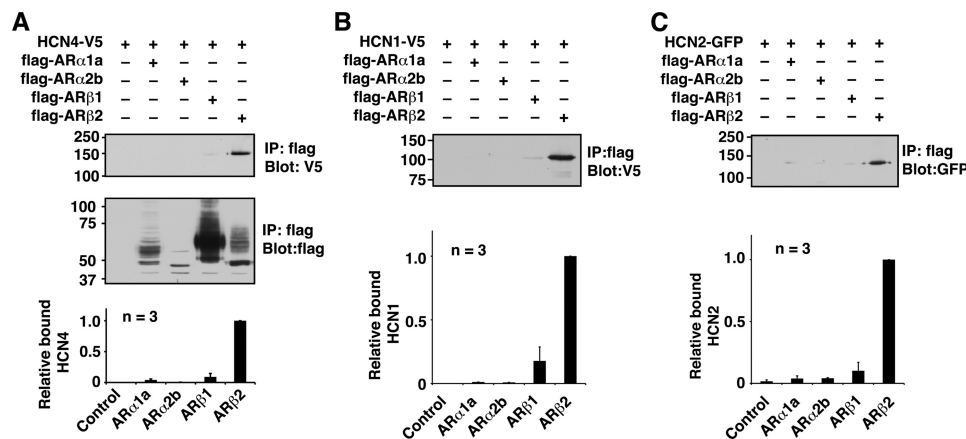 A
HCN4-V5 + + + + +
flag-ARα1a – + – – –
flag-ARα2b – – + – –
flag-ARβ1 – – – + –
flag-ARβ2 – – – – +
250
150
100
IP: flag
Blot: V5
100
75
50
37
IP: flag
Blot:flag
n = 3
Relative bound
HCN4
1.0
0.5
0
Control ARα1a ARα2b ARβ1 ARβ2
B
HCN1-V5 + + + + +
flag-ARα1a – + – – –
flag-ARα2b – – + – –
flag-ARβ1 – – – + –
flag-ARβ2 – – – – +
150
100
75
IP:flag
Blot:V5
n = 3
Relative bound
HCN1
1.0
0.5
0
Control ARα1a ARα2b ARβ1 ARβ2
C
HCN2-GFP + + + + +
flag-ARα1a – + – – –
flag-ARα2b – – + – –
flag-ARβ1 – – – + –
flag-ARβ2 – – – – +
250
150
100
IP: flag
Blot:GFP
n = 3
Relative bound
HCN2
1.0
0.5
0
Control ARα1a ARα2b ARβ1 ARβ2